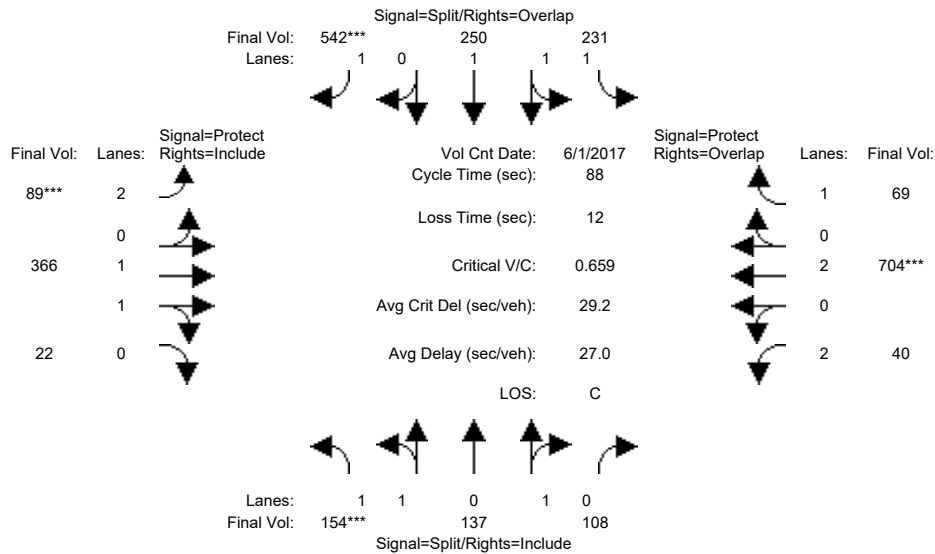 Signal=Split/Rights=Overlap
Final Vol: 542*** 250 231
Lanes: 1 0 1 1 1
Signal=Protect
Final Vol: Lanes: Rights=Include
Vol Cnt Date: 6/1/2017
Signal=Protect
Rights=Overlap Lanes: Final Vol:
Cycle Time (sec): 88
89*** 2
1 69
Loss Time (sec): 12
0
0
366 1
Critical V/C: 0.659
2 704***
1
Avg Crit Del (sec/veh): 29.2
0
22 0
Avg Delay (sec/veh): 27.0
2 40
LOS: C
Lanes: 1 1 0 1 0
Final Vol: 154*** 137 108
Signal=Split/Rights=Include